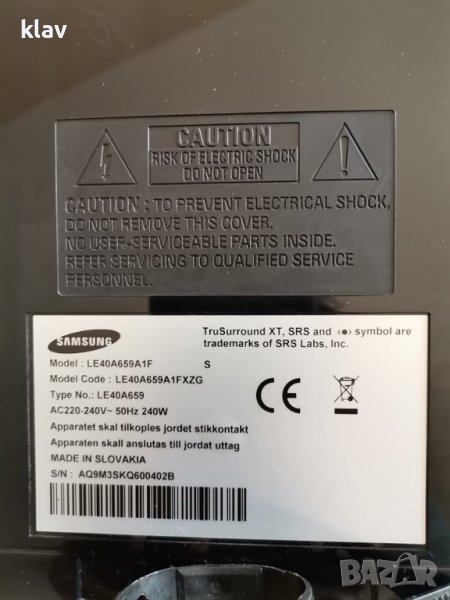 klav
CAUTION
RISK OF ELECTRIC SHOCK
DO NOT OPEN
CAUTION : TO PREVENT ELECTRICAL SHOCK,
DO NOT REMOVE THIS COVER.
NO USER-SERVICEABLE PARTS INSIDE.
REFER SERVICING TO QUALIFIED SERVICE
PERSONNEL.
SAMSUNG
TruSurround XT, SRS and (●) symbol are
trademarks of SRS Labs, Inc.
Model : LE40A659A1F S
Model Code : LE40A659A1FXZG
Type No.: LE40A659
AC220-240V~ 50Hz 240W
Apparatet skal tilkoples jordet stikkontakt
Apparaten skall anslutas till jordat uttag
MADE IN SLOVAKIA
S/N : AQ9M3SKQ600402B
CE
BAZAR